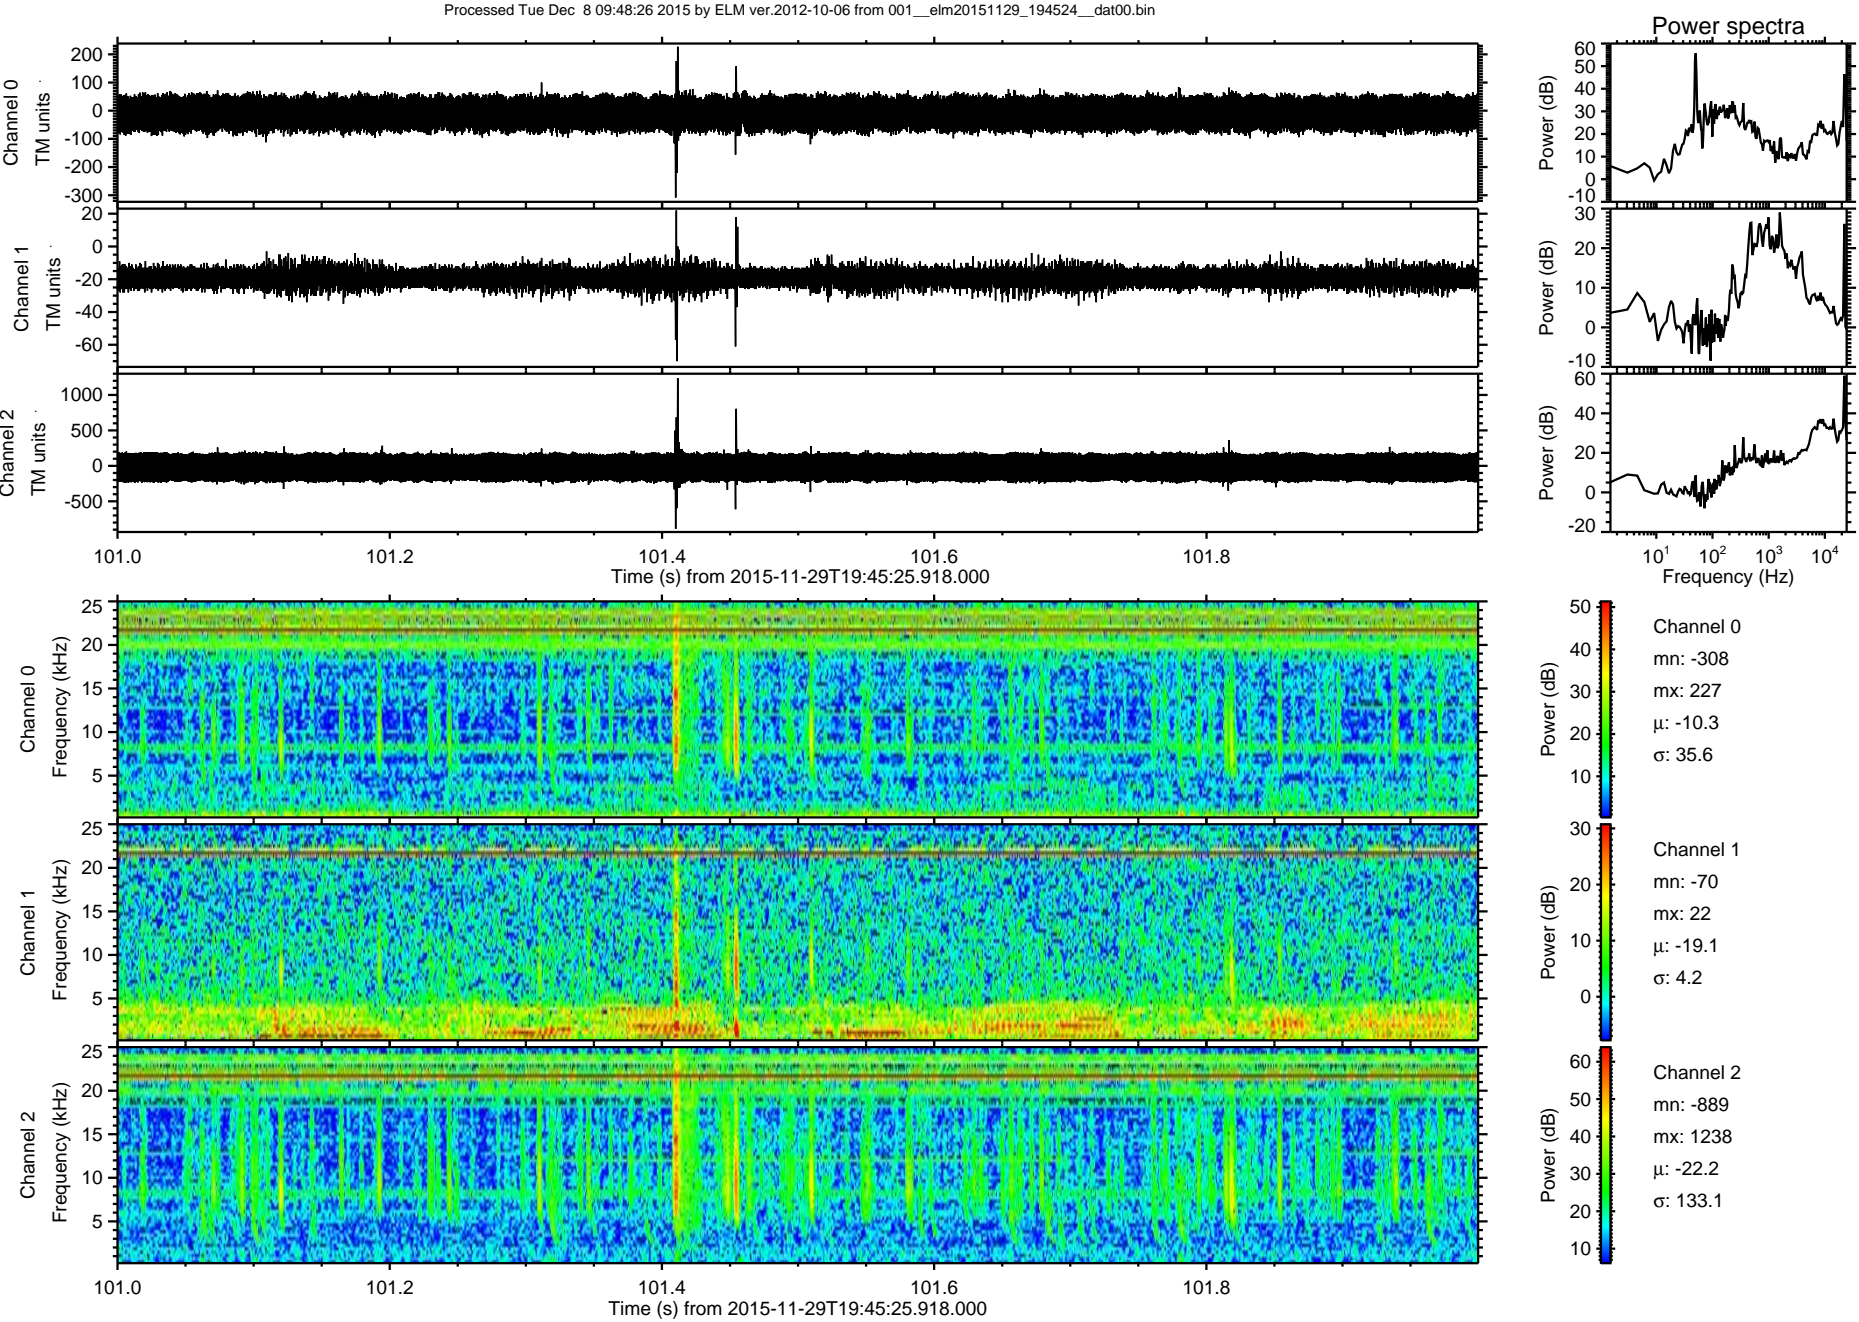 Processed Tue Dec  8 09:48:26 2015 by ELM ver.2012-10-06 from 001__elm20151129_194524__dat00.bin
Power spectra
Channel 0
TM units
200
100
0
-100
-200
-300
Power (dB)
60
50
40
30
20
10
0
-10
Channel 1
TM units
20
0
-20
-40
-60
Power (dB)
30
20
10
0
-10
Channel 2
TM units
1000
500
0
-500
Power (dB)
60
40
20
0
-20
101.0 101.2 101.4 101.6 101.8
Time (s) from 2015-11-29T19:45:25.918.000
10¹ 10² 10³ 10⁴
Frequency (Hz)
Channel 0
Frequency (kHz)
25
20
15
10
5
Power (dB)
50
40
30
20
10
Channel 0
mn: -308
mx: 227
µ: -10.3
σ: 35.6
Channel 1
Frequency (kHz)
25
20
15
10
5
Power (dB)
30
20
10
0
Channel 1
mn: -70
mx: 22
µ: -19.1
σ: 4.2
Channel 2
Frequency (kHz)
25
20
15
10
5
Power (dB)
60
50
40
30
20
10
Channel 2
mn: -889
mx: 1238
µ: -22.2
σ: 133.1
101.0 101.2 101.4 101.6 101.8
Time (s) from 2015-11-29T19:45:25.918.000